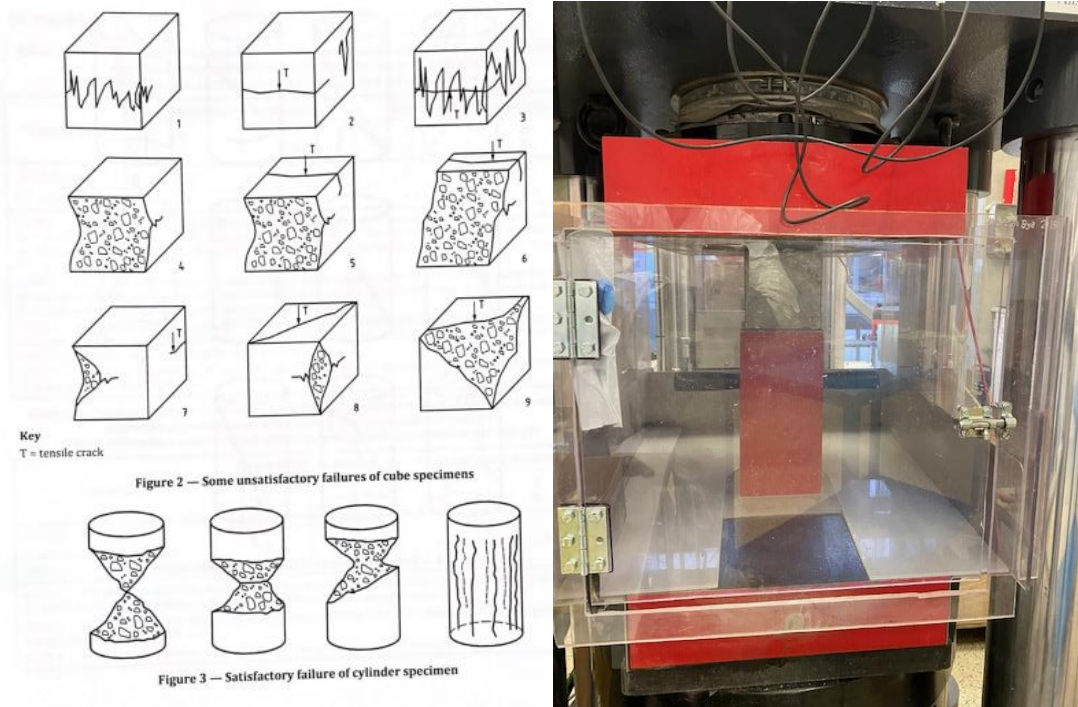 1
2
T
3
T
4
5
T
6
T
7
T
8
T
9
T
Key
T = tensile crack
Figure 2 — Some unsatisfactory failures of cube specimens
Figure 3 — Satisfactory failure of cylinder specimen